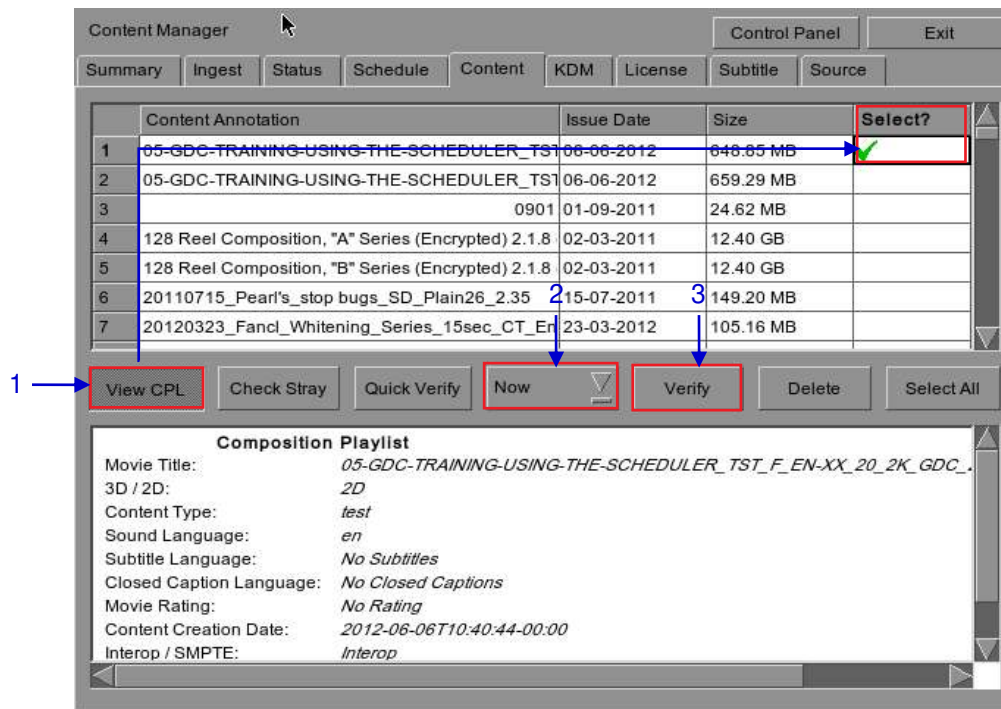 Content Manager Control Panel Exit
Summary Ingest Status Schedule Content KDM License Subtitle Source
Content Annotation Issue Date Size Select?
1 05-GDC-TRAINING-USING-THE-SCHEDULER_TST 06-06-2012 648.85 MB
2 05-GDC-TRAINING-USING-THE-SCHEDULER_TST 06-06-2012 659.29 MB
3 0901 01-09-2011 24.62 MB
4 128 Reel Composition, "A" Series (Encrypted) 2.1.8 02-03-2011 12.40 GB
5 128 Reel Composition, "B" Series (Encrypted) 2.1.8 02-03-2011 12.40 GB
6 20110715_Pearl's_stop bugs_SD_Plain26_2.35 _ 15-07-2011 149.20 MB
7 20120323_Fancl_Whitening_Series_15sec_CT_En 23-03-2012 105.16 MB
2 3
1 View CPL Check Stray Quick Verify Now Verify Delete Select All
Composition Playlist
Movie Title: 05-GDC-TRAINING-USING-THE-SCHEDULER_TST_F_EN-XX_20_2K_GDC_
3D / 2D: 2D
Content Type: test
Sound Language: en
Subtitle Language: No Subtitles
Closed Caption Language: No Closed Captions
Movie Rating: No Rating
Content Creation Date: 2012-06-06T10:40:44-00:00
Interop / SMPTE: Interop